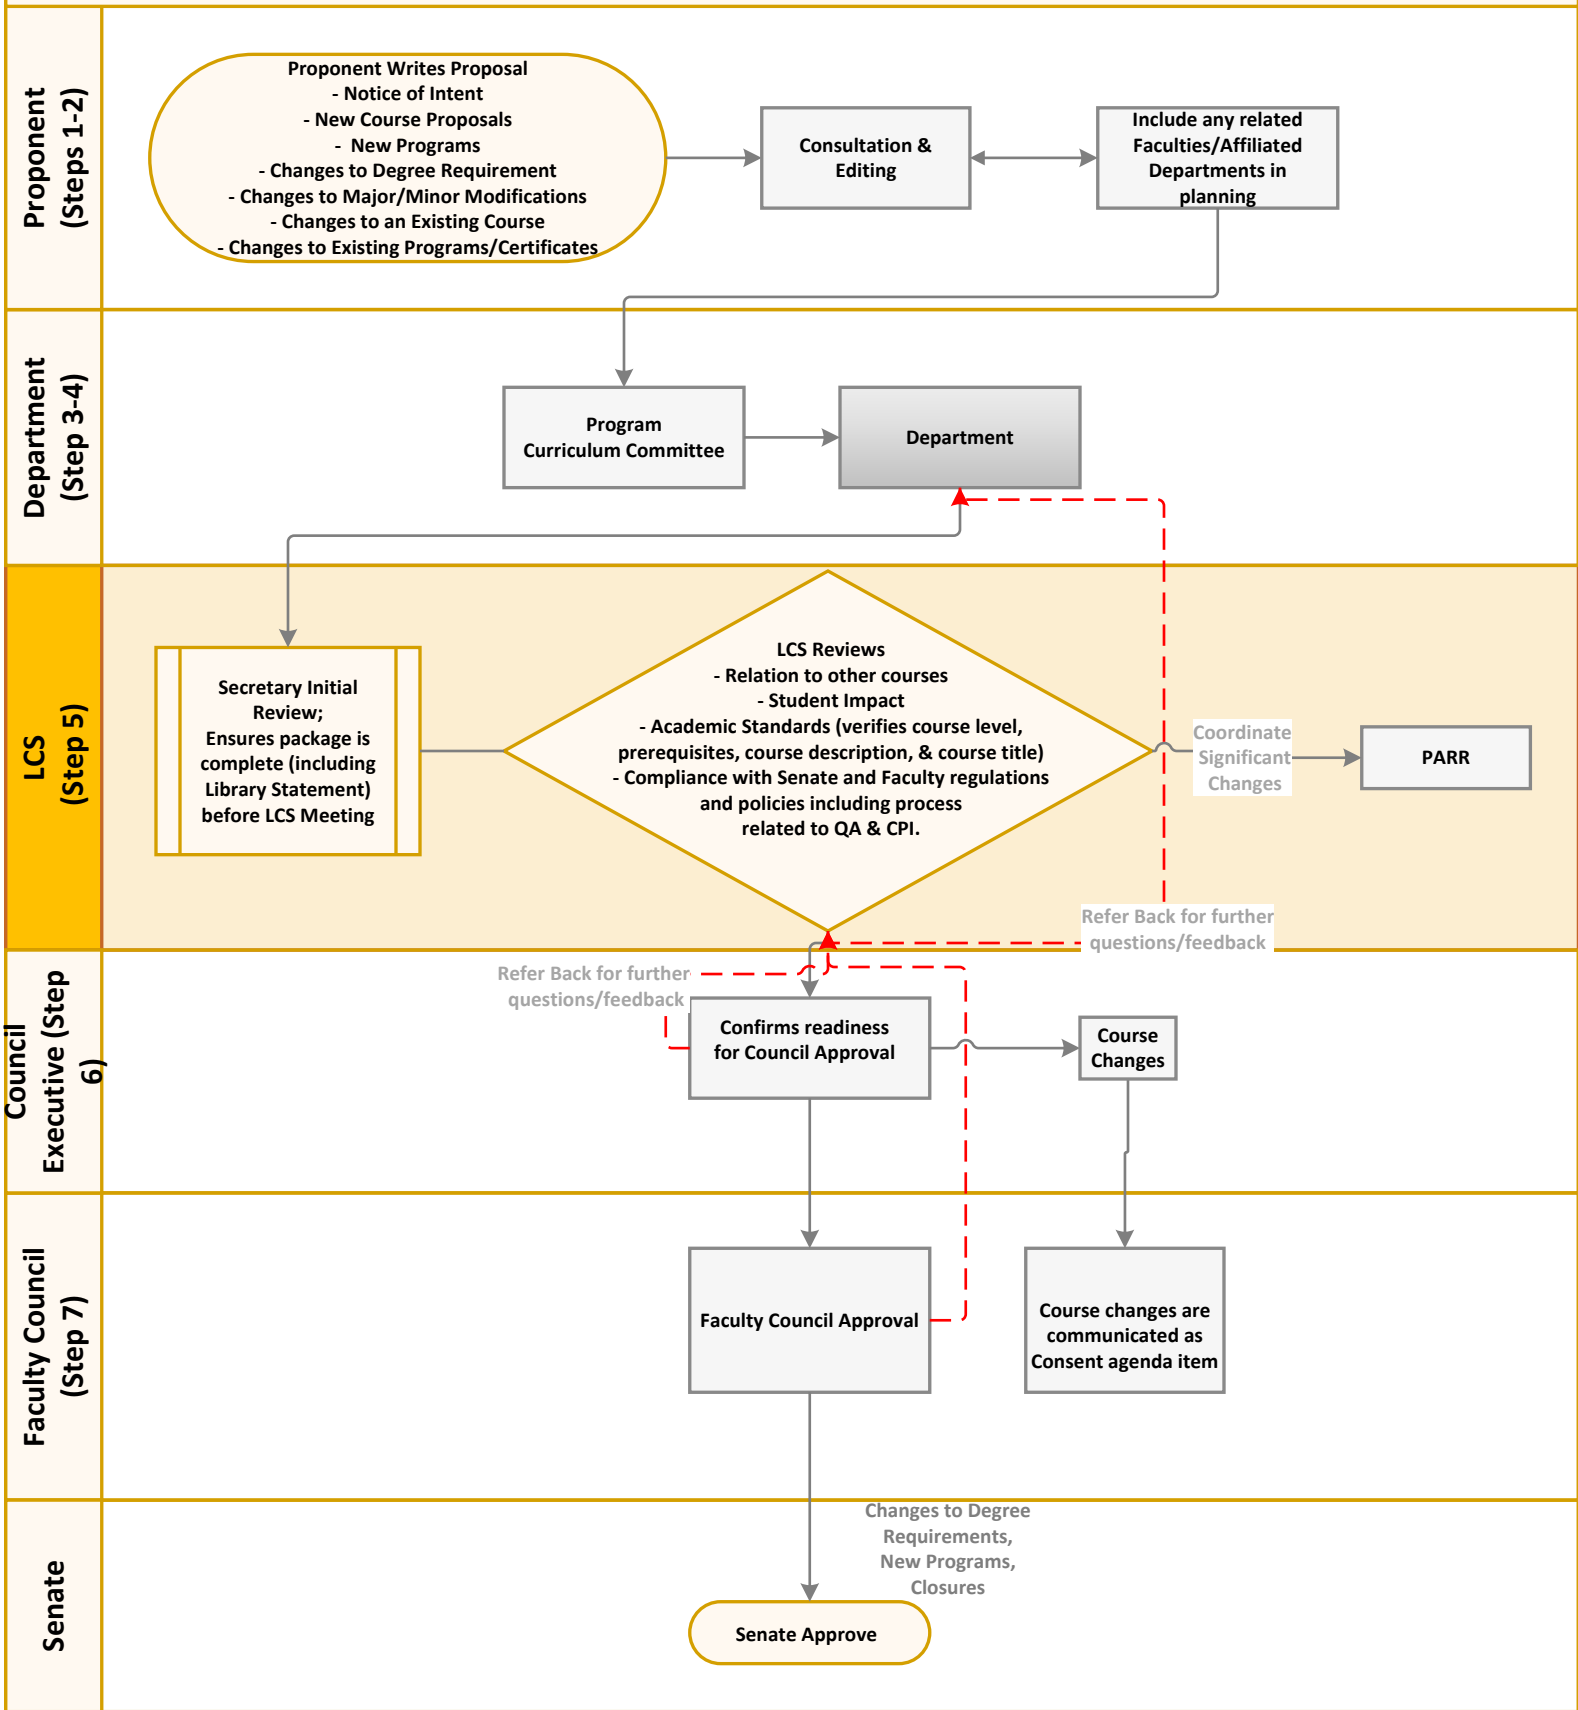 Proponent
(Steps 1-2)
Proponent Writes Proposal
- Notice of Intent
- New Course Proposals
- New Programs
- Changes to Degree Requirement
- Changes to Major/Minor Modifications
- Changes to an Existing Course
- Changes to Existing Programs/Certificates
Consultation &
Editing
Include any related
Faculties/Affiliated
Departments in
planning
Department
(Step 3-4)
Program
Curriculum Committee
Department
LCS
(Step 5)
Secretary Initial
Review;
Ensures package is
complete (including
Library Statement)
before LCS Meeting
LCS Reviews
- Relation to other courses
- Student Impact
- Academic Standards (verifies course level,
prerequisites, course description, & course title)
- Compliance with Senate and Faculty regulations
and policies including process
related to QA & CPI.
Coordinate
Significant
Changes
PARR
Refer Back for further
questions/feedback
Council
Executive (Step
6)
Refer Back for further
questions/feedback
Confirms readiness
for Council Approval
Course
Changes
Faculty Council
(Step 7)
Faculty Council Approval
Course changes are
communicated as
Consent agenda item
Senate
Changes to Degree
Requirements,
New Programs,
Closures
Senate Approve